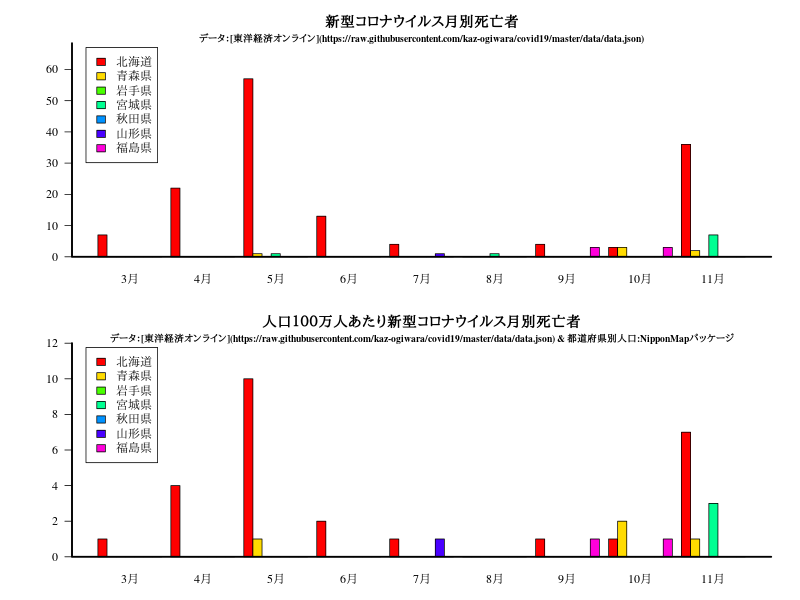 新型コロナウイルス月別死亡者
データ:[東洋経済オンライン](https://raw.githubusercontent.com/kaz-ogiwara/covid19/master/data/data.json)
北海道
青森県
岩手県
宮城県
秋田県
山形県
福島県
60
50
40
30
20
10
0
3月 4月 5月 6月 7月 8月 9月 10月 11月
人口100万人あたり新型コロナウイルス月別死亡者
データ:[東洋経済オンライン](https://raw.githubusercontent.com/kaz-ogiwara/covid19/master/data/data.json) & 都道府県別人口:NipponMapパッケージ
北海道
青森県
岩手県
宮城県
秋田県
山形県
福島県
12
10
8
6
4
2
0
3月 4月 5月 6月 7月 8月 9月 10月 11月